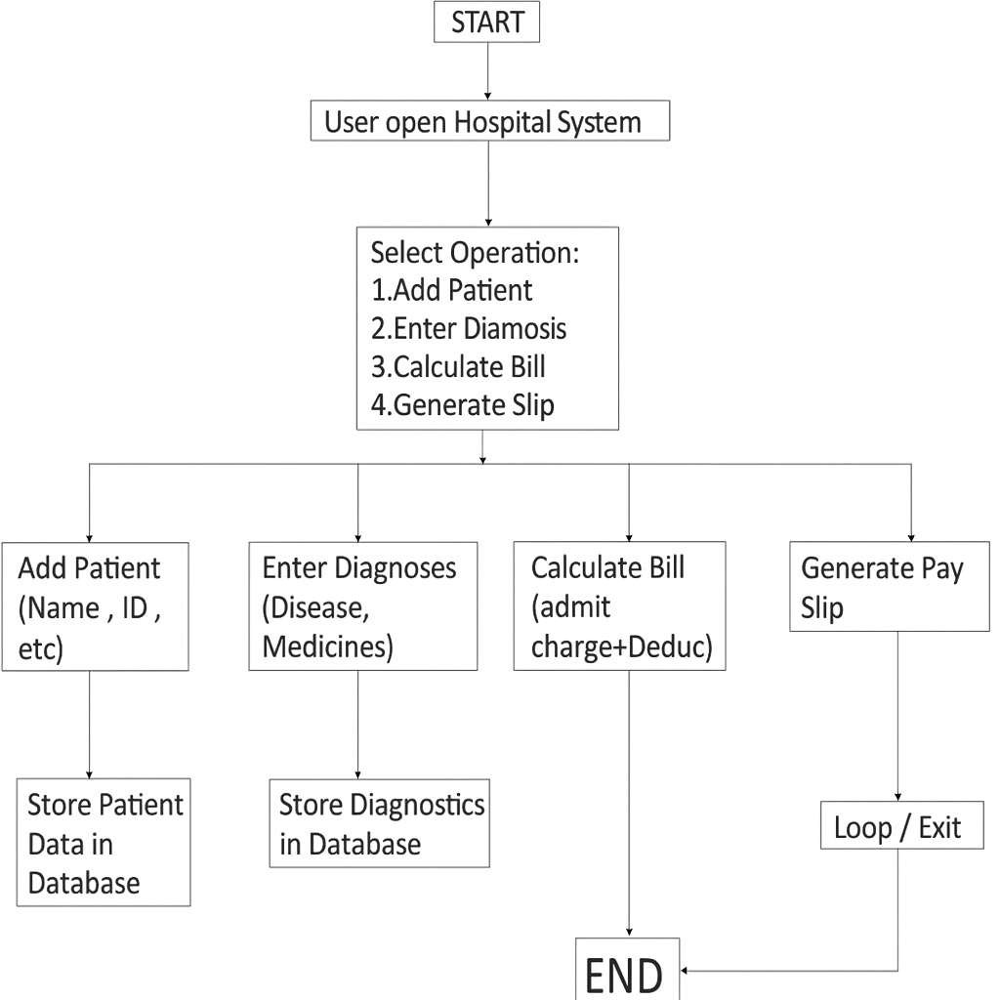 START
User open Hospital System
Select Operation:
1.Add Patient
2.Enter Diamosis
3.Calculate Bill
4.Generate Slip
Add Patient
(Name , ID ,
etc)
Enter Diagnoses
(Disease,
Medicines)
Calculate Bill
(admit
charge+Deduc)
Generate Pay
Slip
Store Patient
Data in
Database
Store Diagnostics
in Database
Loop / Exit
END